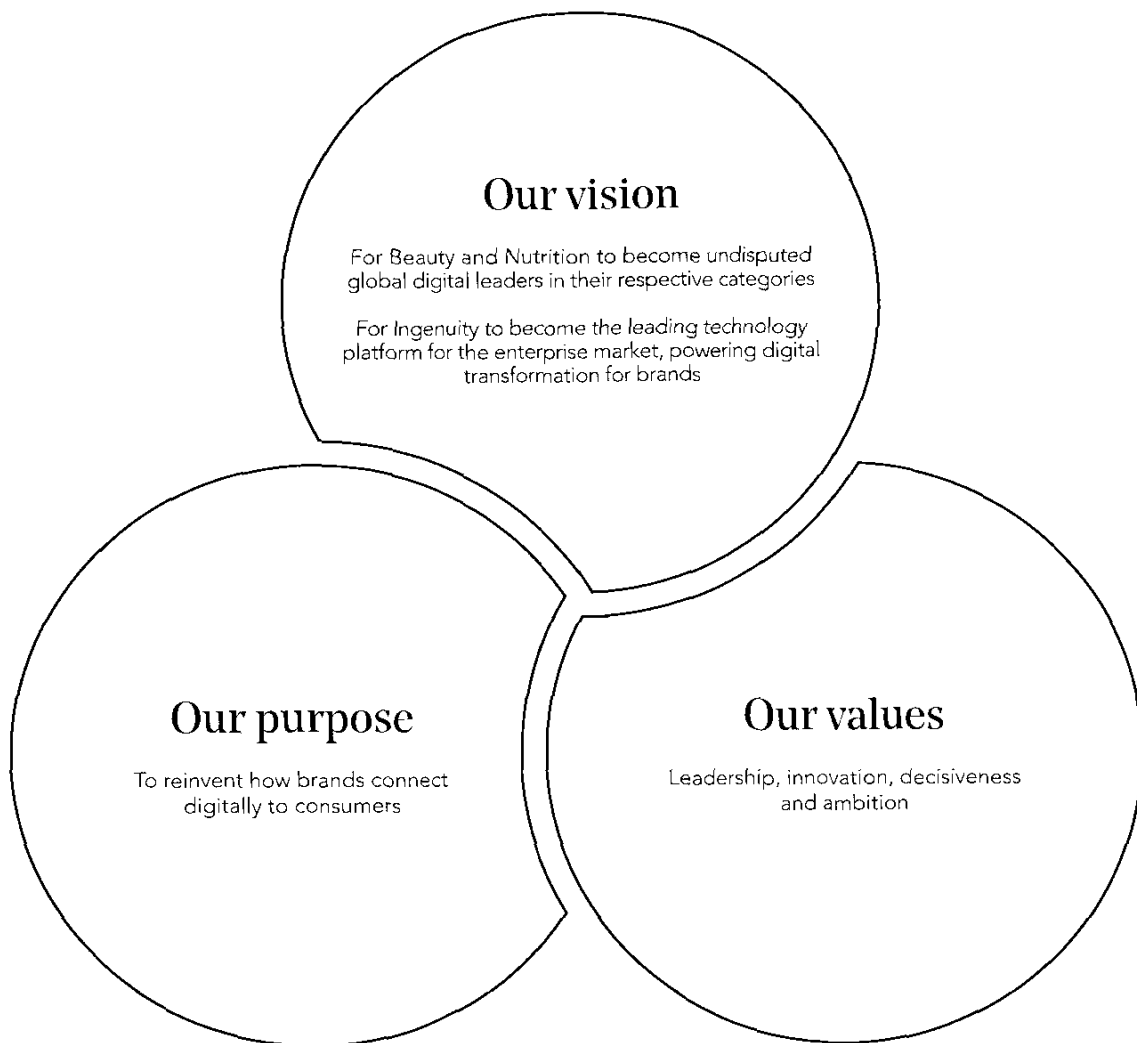 Our vision
For Beauty and Nutrition to become undisputed
global digital leaders in their respective categories
For Ingenuity to become the leading technology
platform for the enterprise market, powering digital
transformation for brands
Our purpose
To reinvent how brands connect
digitally to consumers
Our values
Leadership, innovation, decisiveness
and ambition